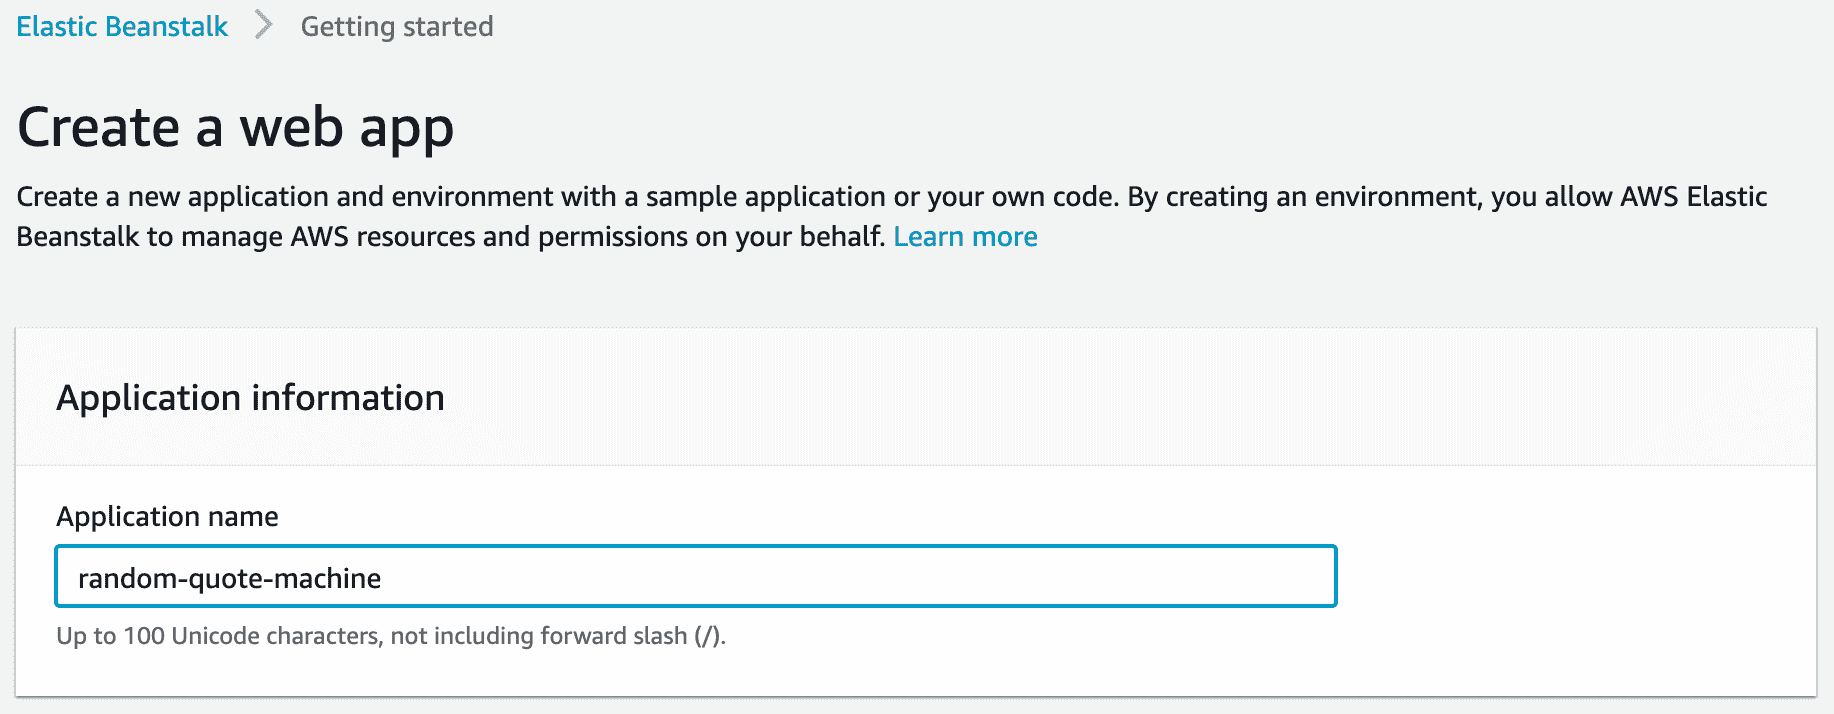 Elastic Beanstalk > Getting started
Create a web app
Create a new application and environment with a sample application or your own code. By creating an environment, you allow AWS Elastic
Beanstalk to manage AWS resources and permissions on your behalf. Learn more
Application information
Application name
random-quote-machine
Up to 100 Unicode characters, not including forward slash (/).